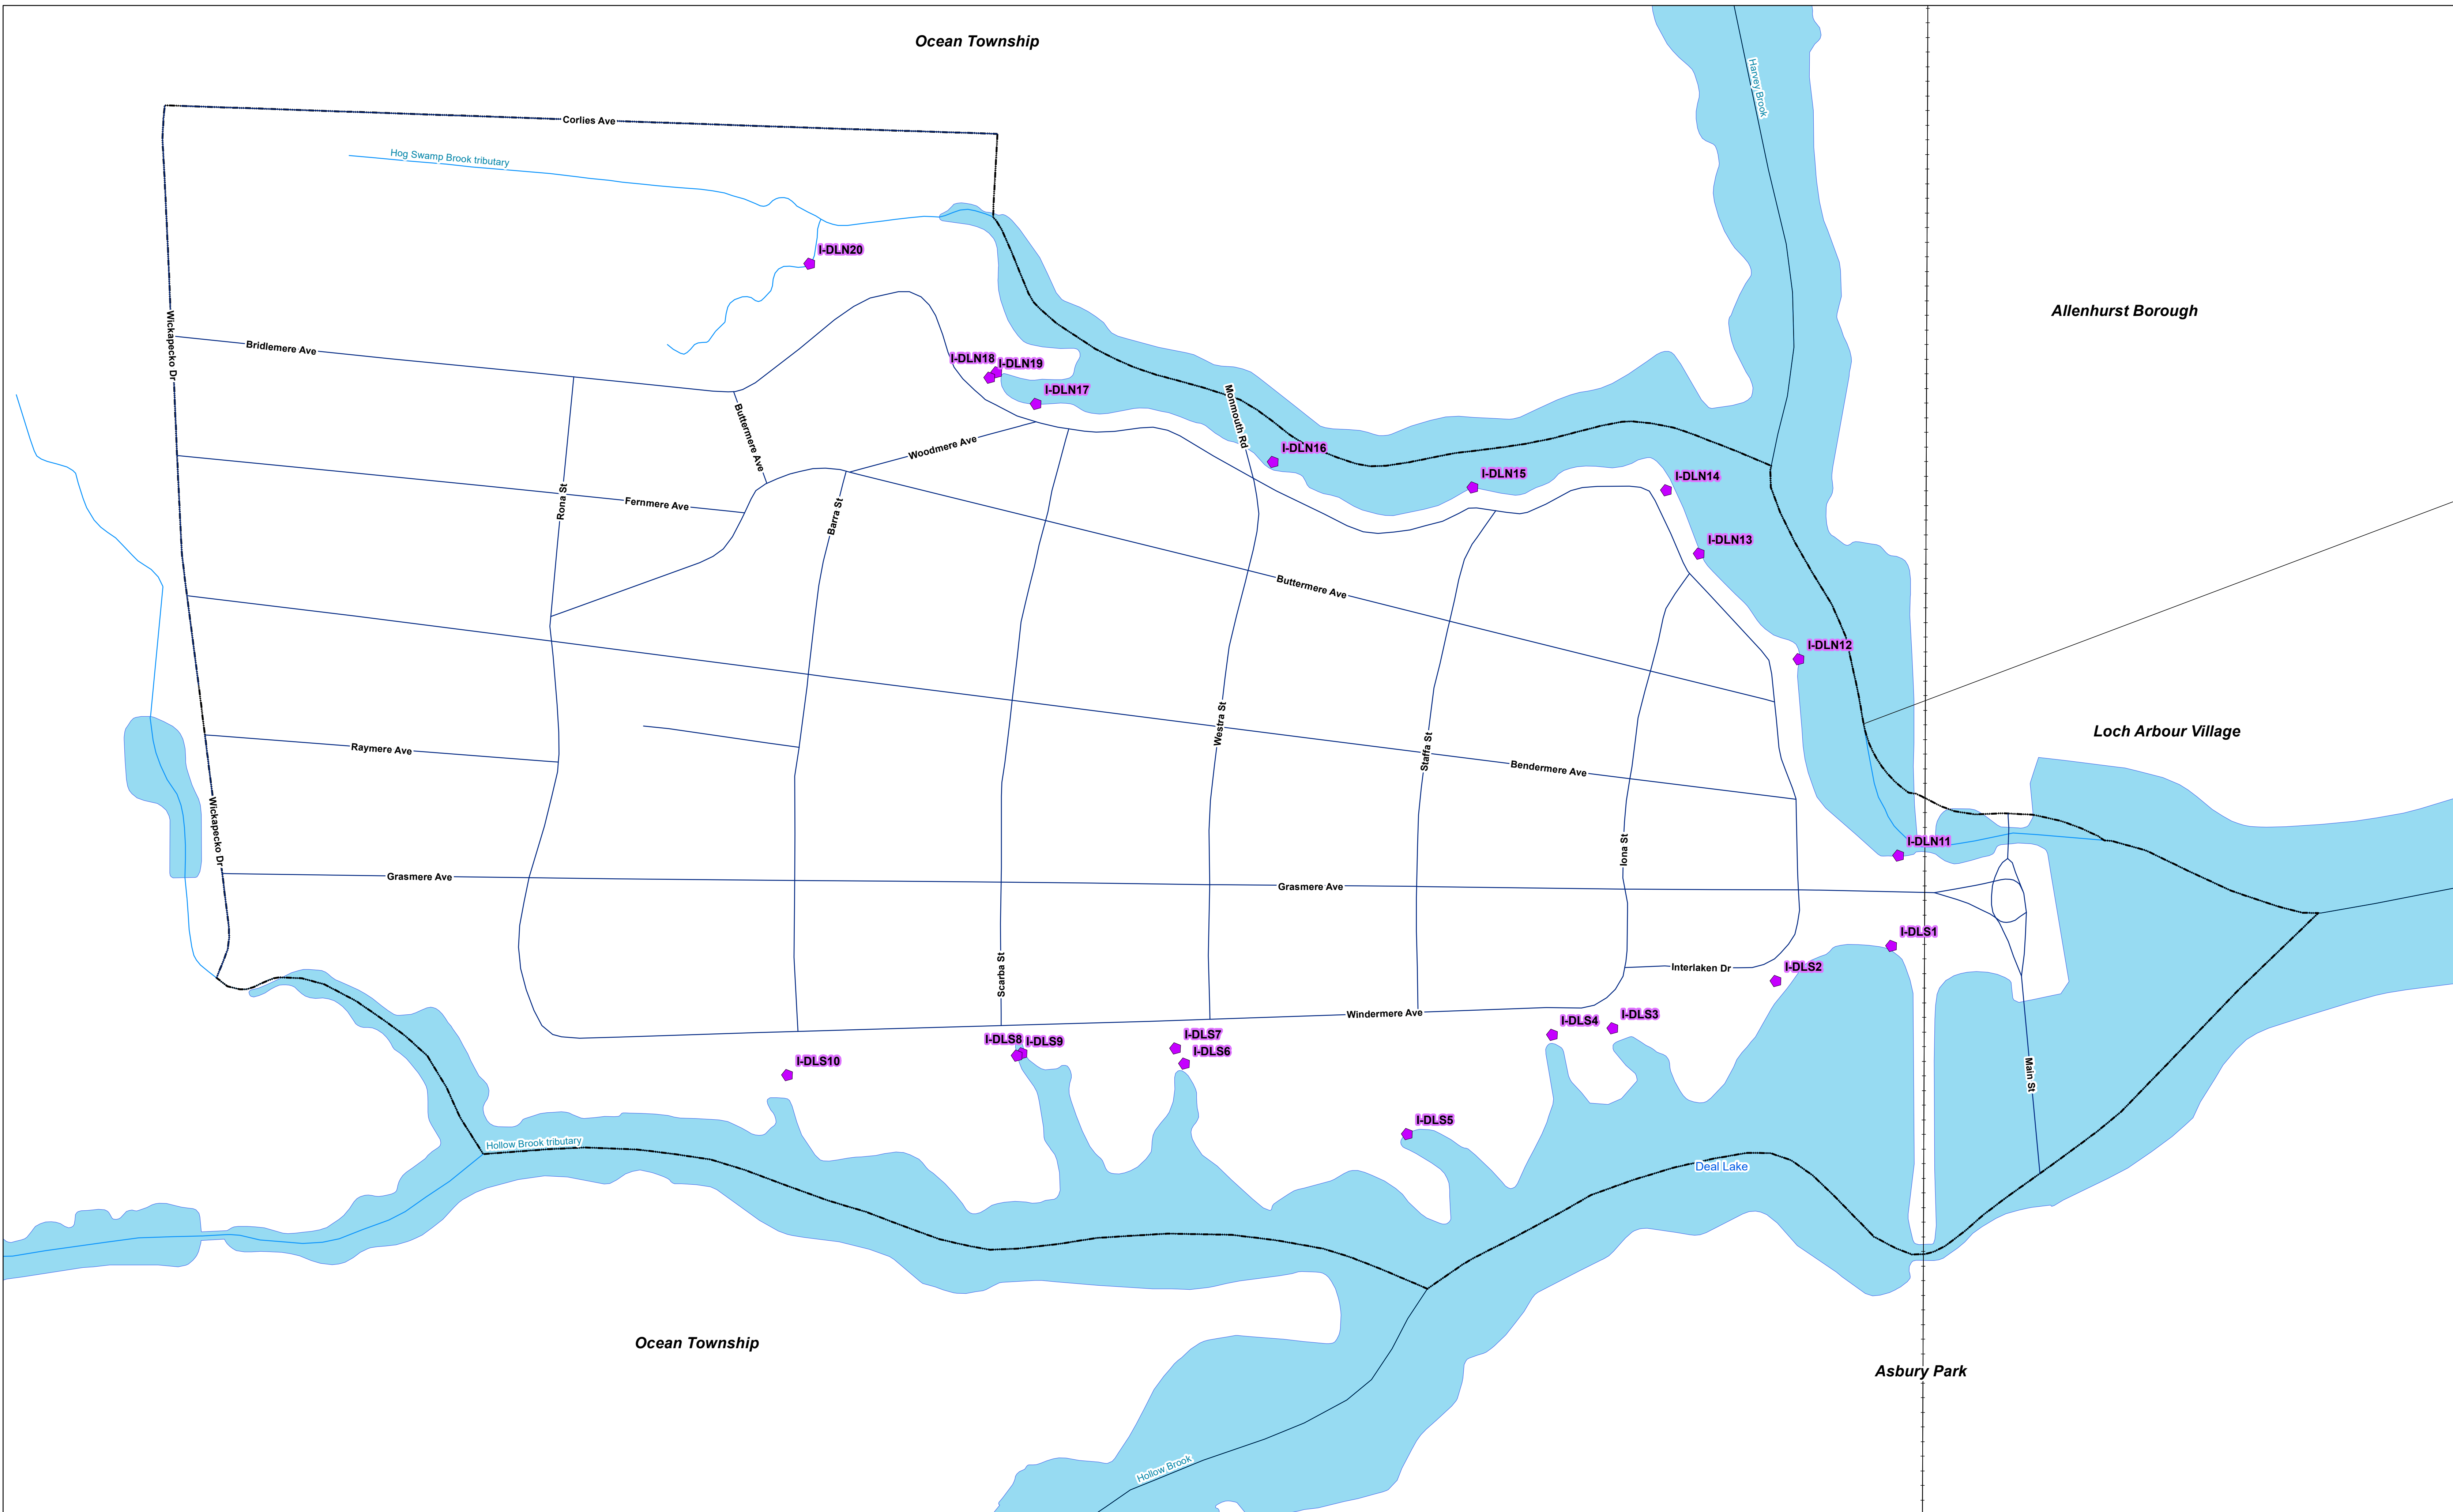 Ocean Township
Harvey Brook
Corlies Ave
Hog Swamp Brook tributary
I-DLN20
Allenhurst Borough
Wickapecko Dr
Bridlemere Ave
I-DLN18
I-DLN19
I-DLN17
Monmouth Rd
Buttermere Ave
Woodmere Ave
I-DLN16
I-DLN15
I-DLN14
Rona St
Fernmere Ave
Barra St
I-DLN13
Buttermere Ave
I-DLN12
Westra St
Loch Arbour Village
Raymere Ave
Staffa St
Bendermere Ave
Wickapecko Dr
Iona St
I-DLN11
Grasmere Ave
Grasmere Ave
I-DLS1
Scarba St
Interlaken Dr
I-DLS2
Windermere Ave
I-DLS4
I-DLS3
I-DLS8
I-DLS9
I-DLS7
I-DLS6
I-DLS10
Main St
I-DLS5
Hollow Brook tributary
Deal Lake
Ocean Township
Asbury Park
Hollow Brook